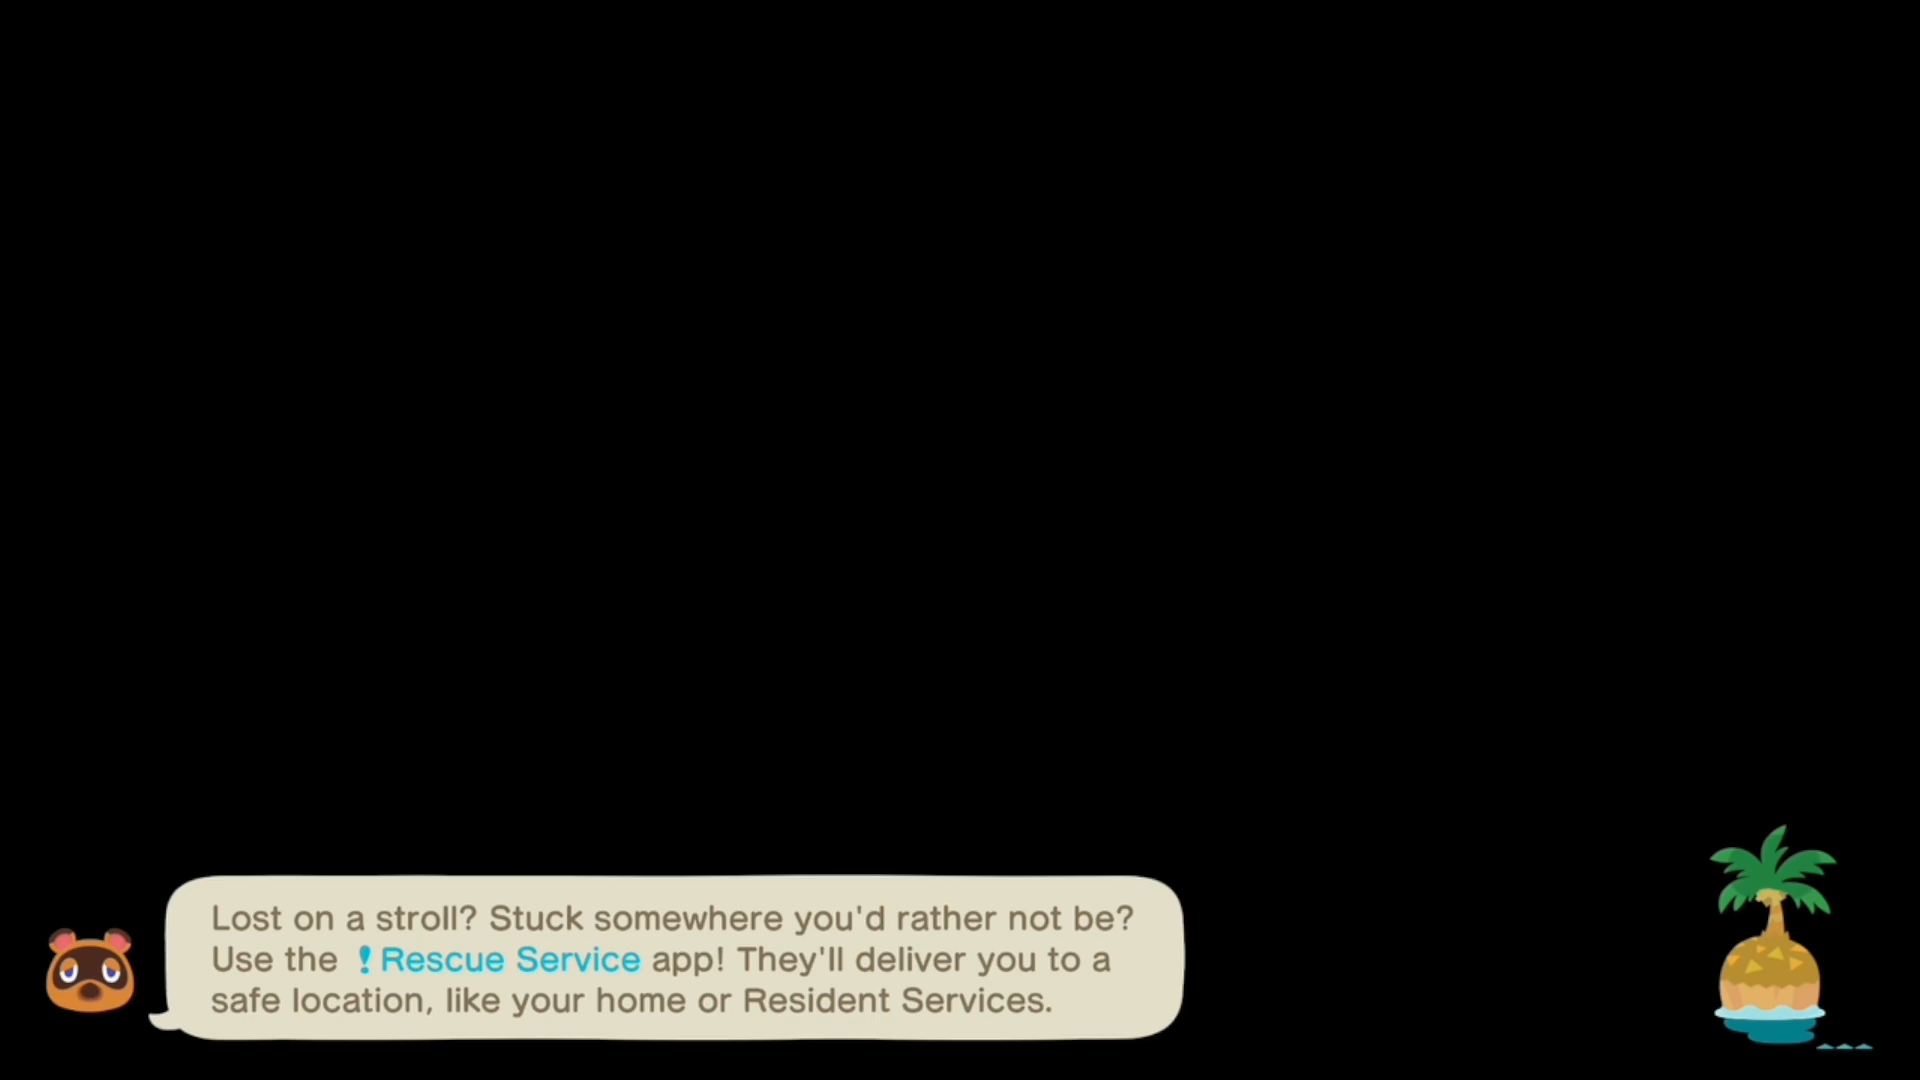 Lost on a stroll? Stuck somewhere you'd rather not be?
Use the ! Rescue Service app! They'll deliver you to a
safe location, like your home or Resident Services.